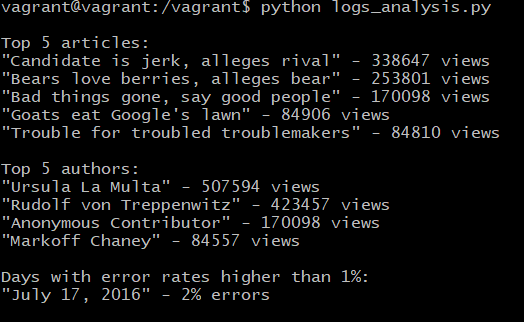 vagrant@vagrant:/vagrant$ python logs_analysis.py
Top 5 articles:
"Candidate is jerk, alleges rival" - 338647 views
"Bears love berries, alleges bear" - 253801 views
"Bad things gone, say good people" - 170098 views
"Goats eat Google's lawn" - 84906 views
"Trouble for troubled troublemakers" - 84810 views
Top 5 authors:
"Ursula La Multa" - 507594 views
"Rudolf von Treppenwitz" - 423457 views
"Anonymous Contributor" - 170098 views
"Markoff Chaney" - 84557 views
Days with error rates higher than 1%:
"July 17, 2016" - 2% errors